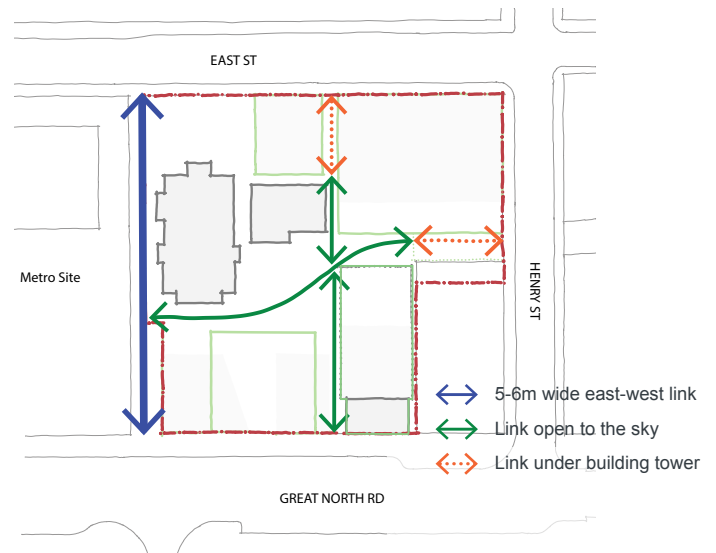 EAST ST
Metro Site
HENRY ST
5-6m wide east-west link
Link open to the sky
Link under building tower
GREAT NORTH RD